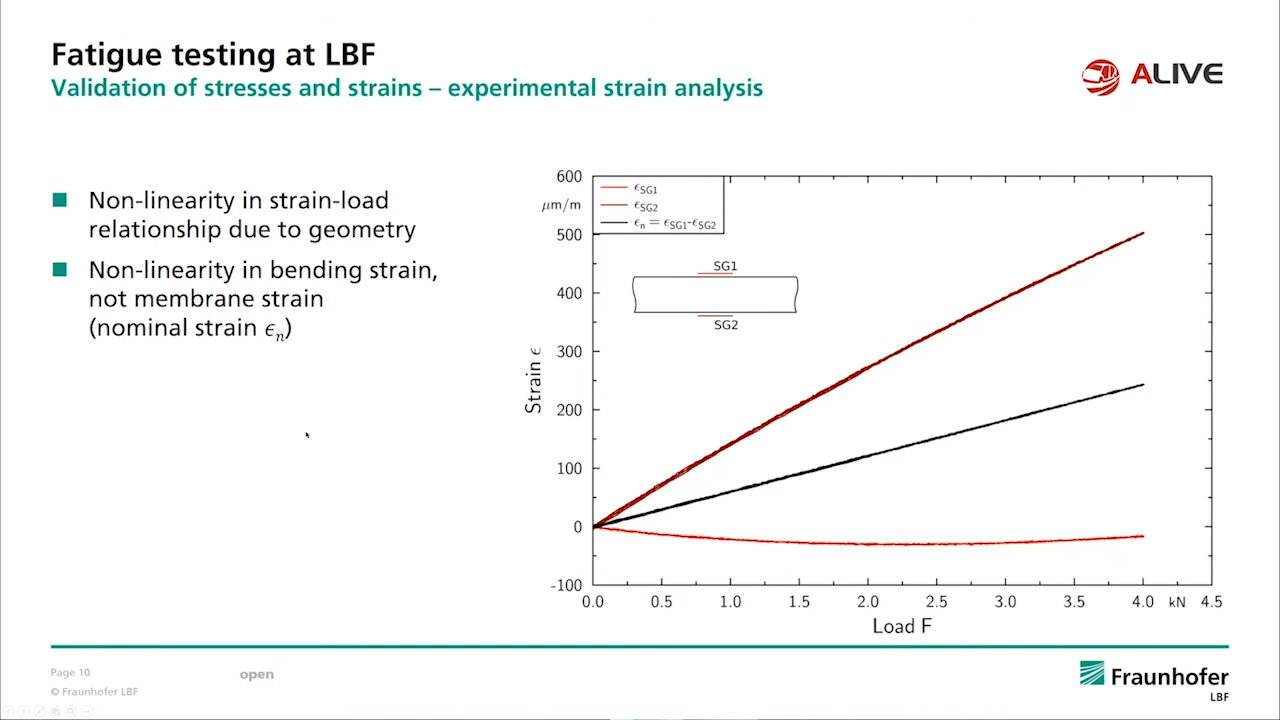 Fatigue testing at LBF
Validation of stresses and strains – experimental strain analysis
ALIVE
Non-linearity in strain-load
relationship due to geometry
Non-linearity in bending strain,
not membrane strain
(nominal strain ϵn)
600
μm/m
500
400
300
200
100
0
-100
Strain ϵ
ϵSG1
ϵSG2
ϵn = ϵSG1-ϵSG2
SG1
SG2
0.0 0.5 1.0 1.5 2.0 2.5 3.0 3.5 4.0 kN 4.5
Load F
Page 10
open
© Fraunhofer LBF
Fraunhofer
LBF